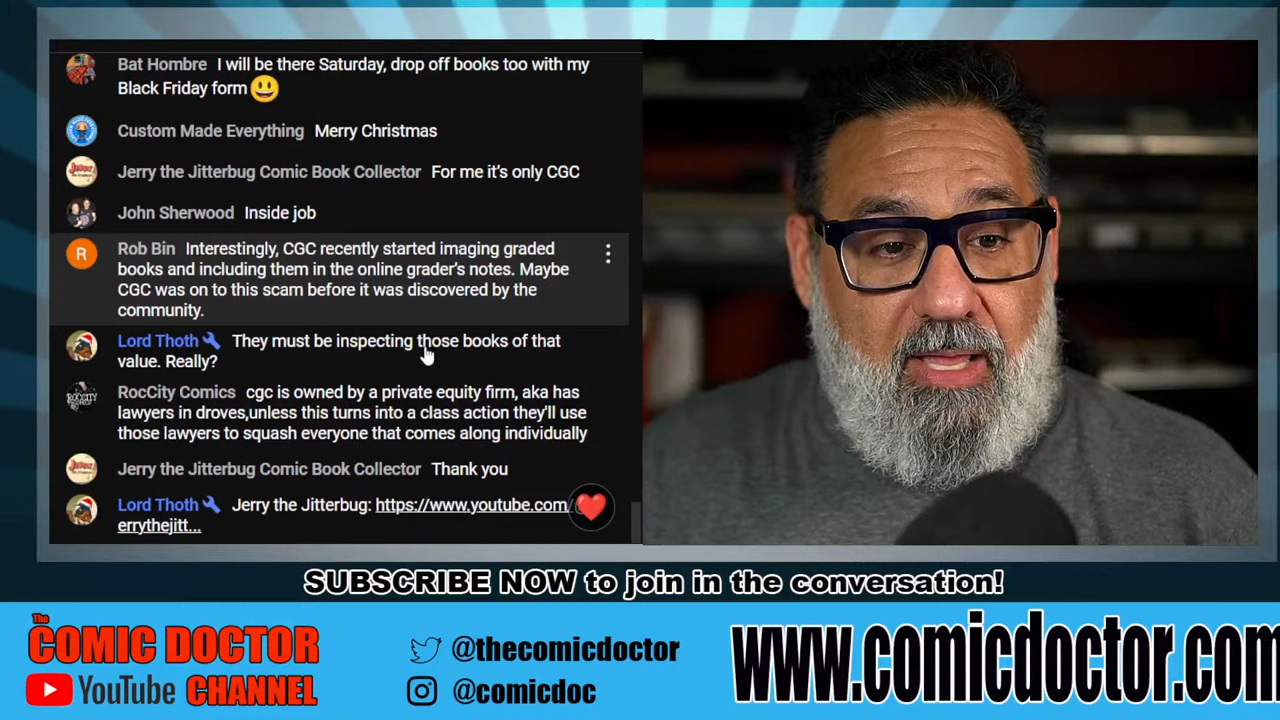 Bat Hombre I will be there Saturday, drop off books too with my
Black Friday form
Custom Made Everything Merry Christmas
Jerry the Jitterbug Comic Book Collector For me it's only CGC
John Sherwood Inside job
R Rob Bin Interestingly, CGC recently started imaging graded
books and including them in the online grader's notes. Maybe
CGC was on to this scam before it was discovered by the
community.
Lord Thoth They must be inspecting those books of that
value. Really?
RocCity Comics cgc is owned by a private equity firm, aka has
lawyers in droves,unless this turns into a class action they'll use
those lawyers to squash everyone that comes along individually
Jerry the Jitterbug Comic Book Collector Thank you
Lord Thoth Jerry the Jitterbug: https://www.youtube.com/
errythejitt...
SUBSCRIBE NOW to join in the conversation!
The
COMIC DOCTOR
YouTube CHANNEL
@thecomicdoctor
@comicdoc
www.comicdoctor.com